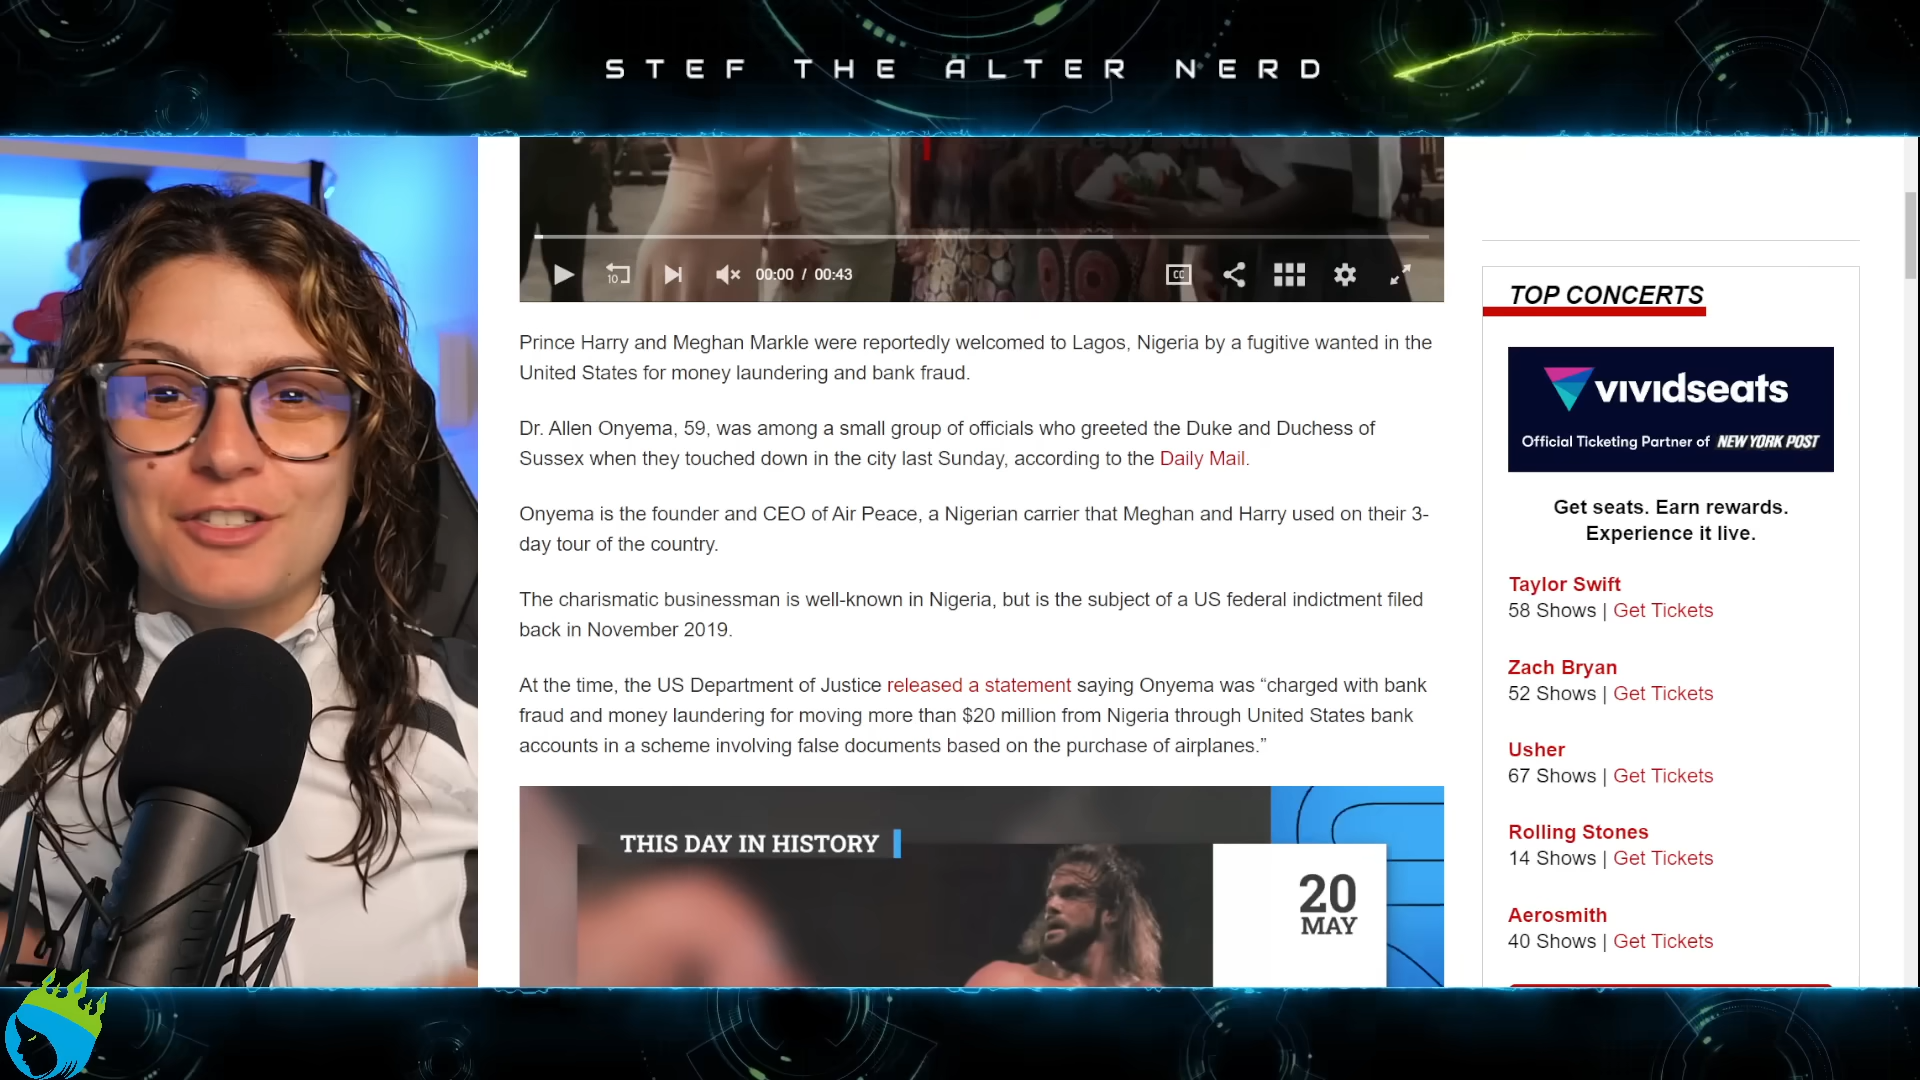 STEF THE ALTER NERD
10
00:00 / 00:43
CC
Prince Harry and Meghan Markle were reportedly welcomed to Lagos, Nigeria by a fugitive wanted in the
United States for money laundering and bank fraud.
Dr. Allen Onyema, 59, was among a small group of officials who greeted the Duke and Duchess of
Sussex when they touched down in the city last Sunday, according to the Daily Mail.
Onyema is the founder and CEO of Air Peace, a Nigerian carrier that Meghan and Harry used on their 3-
day tour of the country.
The charismatic businessman is well-known in Nigeria, but is the subject of a US federal indictment filed
back in November 2019.
At the time, the US Department of Justice released a statement saying Onyema was “charged with bank
fraud and money laundering for moving more than $20 million from Nigeria through United States bank
accounts in a scheme involving false documents based on the purchase of airplanes.”
THIS DAY IN HISTORY
20
MAY
TOP CONCERTS
vividseats
Official Ticketing Partner of NEW YORK POST
Get seats. Earn rewards.
Experience it live.
Taylor Swift
58 Shows | Get Tickets
Zach Bryan
52 Shows | Get Tickets
Usher
67 Shows | Get Tickets
Rolling Stones
14 Shows | Get Tickets
Aerosmith
40 Shows | Get Tickets